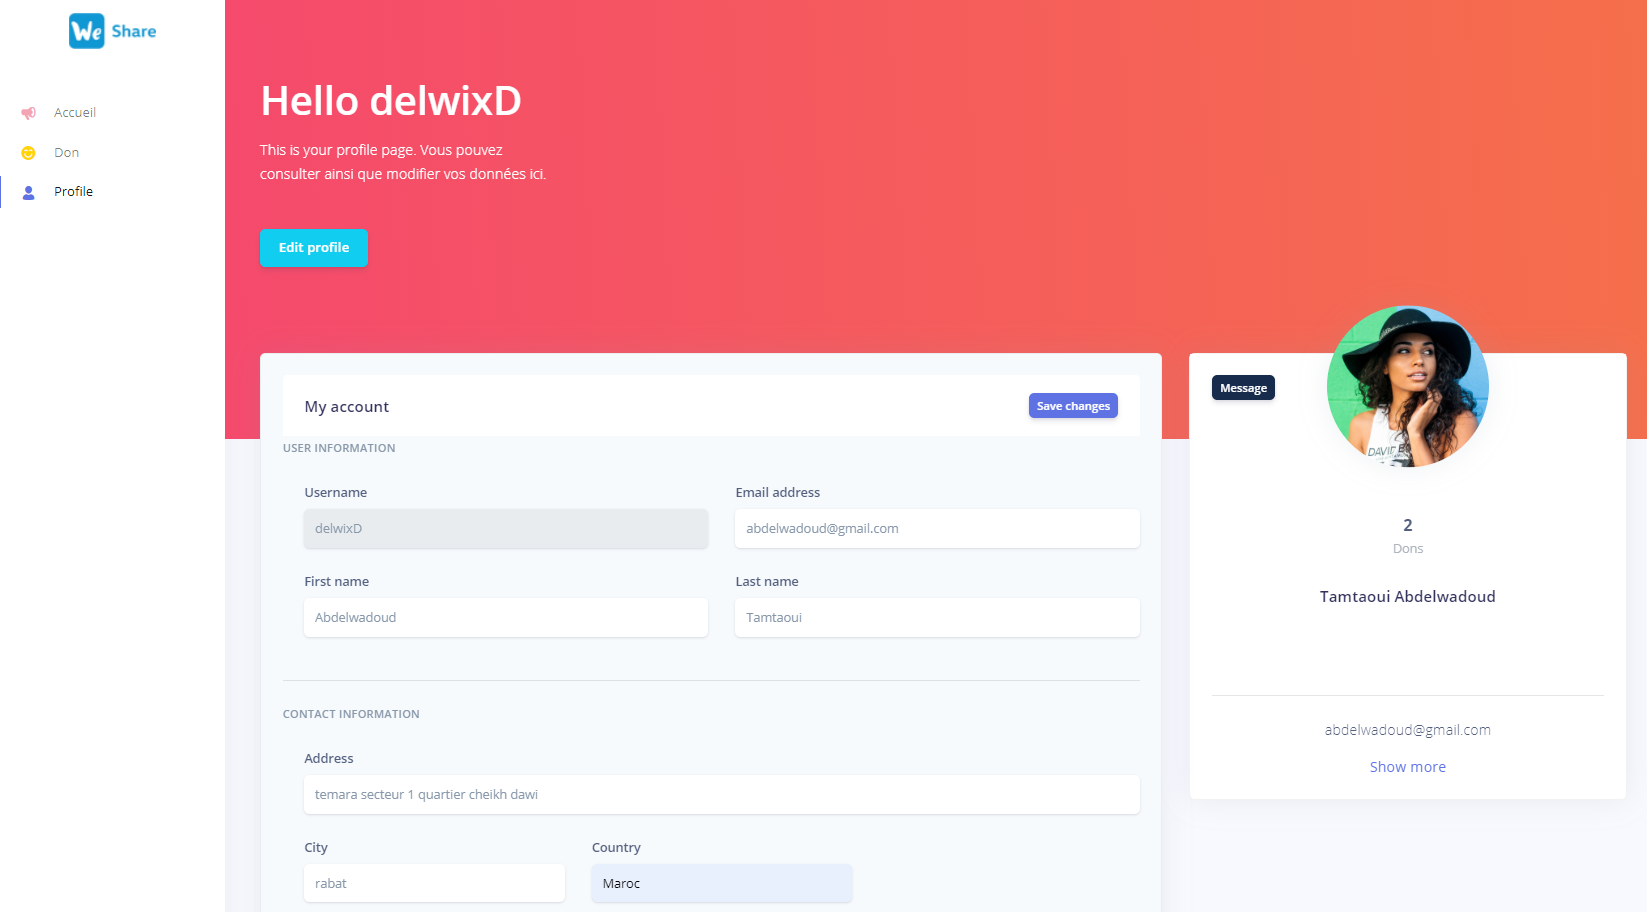 We Share
Accueil
Don
Profile
Hello delwixD
This is your profile page. Vous pouvez
consulter ainsi que modifier vos données ici.
Edit profile
My account
Save changes
USER INFORMATION
Username
Email address
delwixD
abdelwadoud@gmail.com
First name
Last name
Abdelwadoud
Tamtaoui
CONTACT INFORMATION
Address
temara secteur 1 quartier cheikh dawi
City
Country
rabat
Maroc
Message
2
Dons
Tamtaoui Abdelwadoud
abdelwadoud@gmail.com
Show more